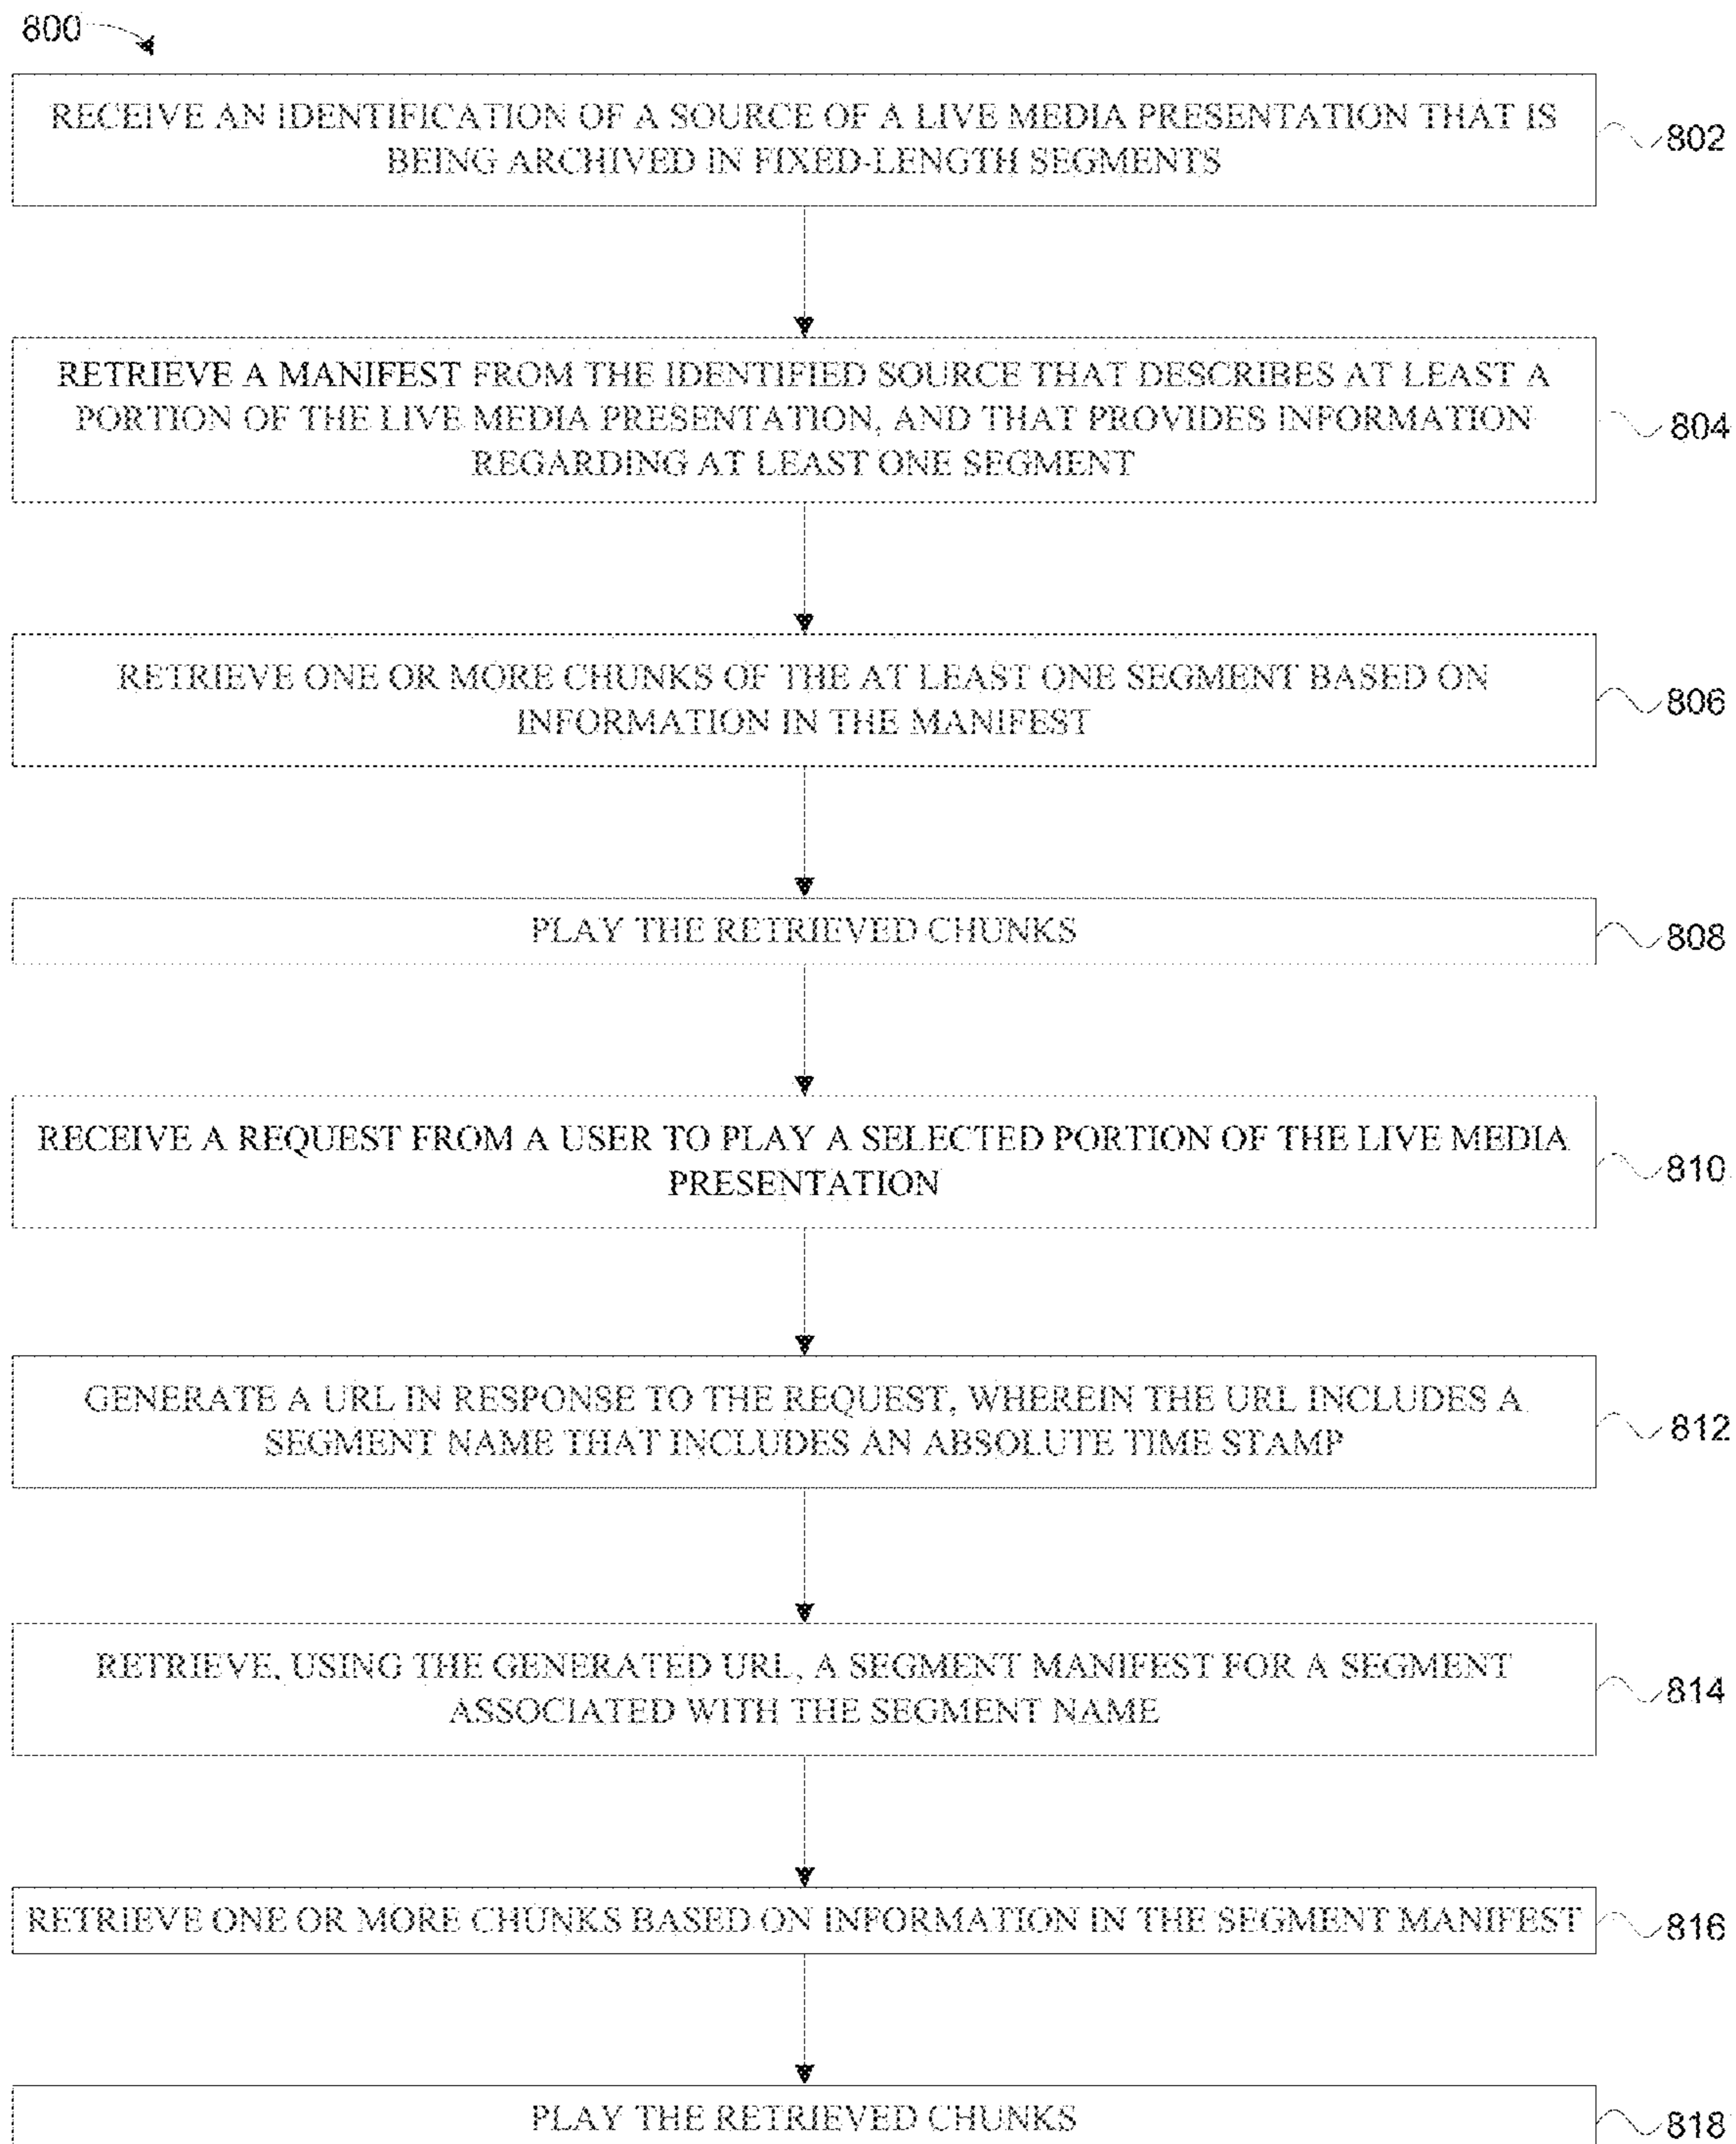 800
RECEIVE AN IDENTIFICATION OF A SOURCE OF A LIVE MEDIA PRESENTATION THAT IS
BEING ARCHIVED IN FIXED-LENGTH SEGMENTS
802
RETRIEVE A MANIFEST FROM THE IDENTIFIED SOURCE THAT DESCRIBES AT LEAST A
PORTION OF THE LIVE MEDIA PRESENTATION, AND THAT PROVIDES INFORMATION
REGARDING AT LEAST ONE SEGMENT
804
RETRIEVE ONE OR MORE CHUNKS OF THE AT LEAST ONE SEGMENT BASED ON
INFORMATION IN THE MANIFEST
806
PLAY THE RETRIEVED CHUNKS
808
RECEIVE A REQUEST FROM A USER TO PLAY A SELECTED PORTION OF THE LIVE MEDIA
PRESENTATION
810
GENERATE A URL IN RESPONSE TO THE REQUEST, WHEREIN THE URL INCLUDES A
SEGMENT NAME THAT INCLUDES AN ABSOLUTE TIME STAMP
812
RETRIEVE, USING THE GENERATED URL, A SEGMENT MANIFEST FOR A SEGMENT
ASSOCIATED WITH THE SEGMENT NAME
814
RETRIEVE ONE OR MORE CHUNKS BASED ON INFORMATION IN THE SEGMENT MANIFEST
816
PLAY THE RETRIEVED CHUNKS
818